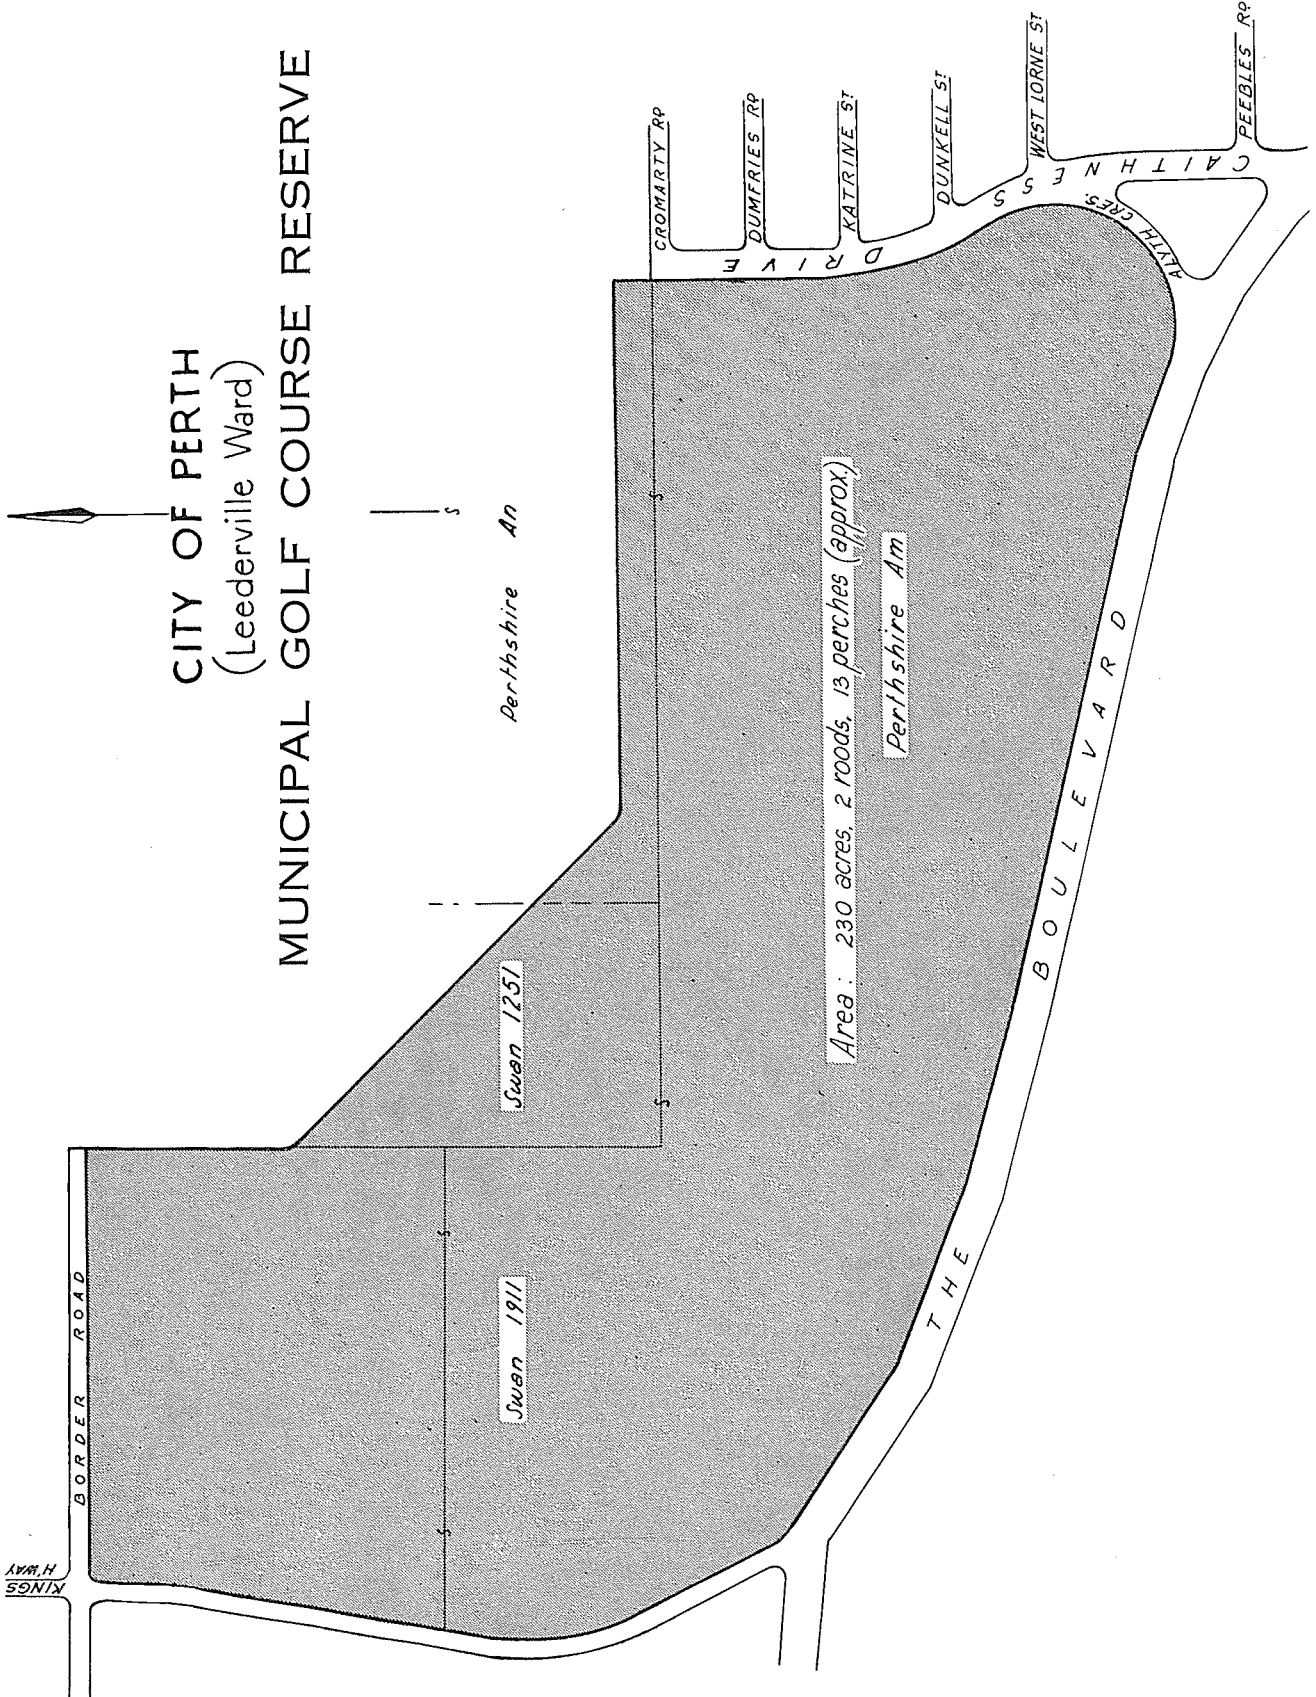 CITY OF PERTH
(Leederville Ward)
MUNICIPAL GOLF COURSE RESERVE
S
Perthshire An
KINGS
H'WAY
BORDER ROAD
Swan 1251
Swan 1911
S
S
S
S
Area : 230 acres, 2 roods, 13 perches (approx.)
Perthshire Am
THE BOULEVARD
CROMARTY RD
DUMFRIES RD
KATRINE ST
DUNKELL ST
WEST LORNE ST
PEEBLES RD
CAITHNESS DRIVE
ALYTH CRES.